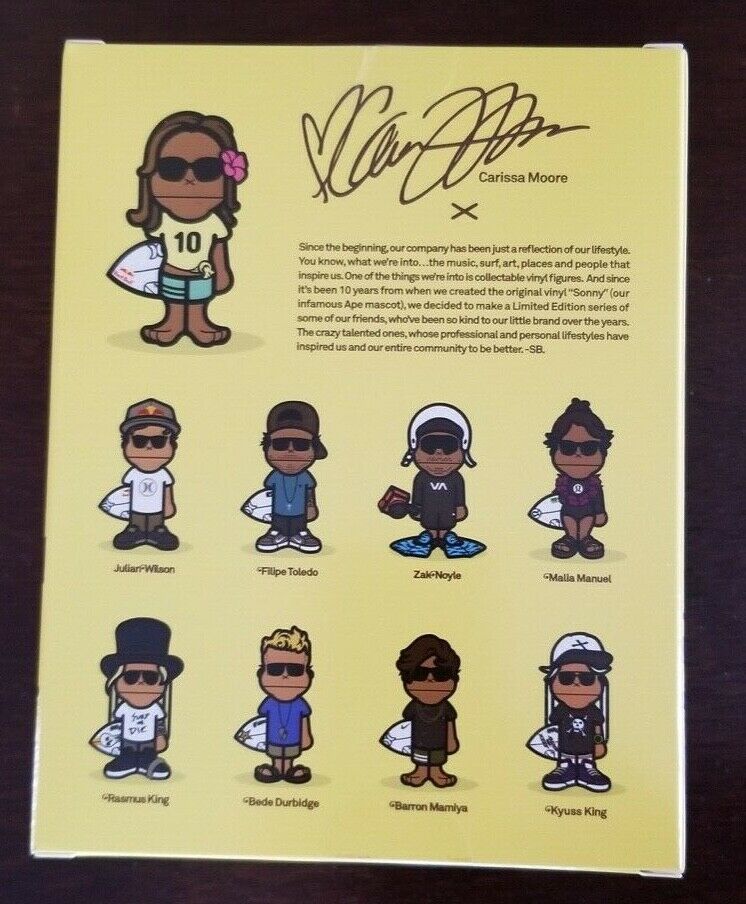 Carissa Moore
10
Since the beginning, our company has been just a reflection of our lifestyle.
You know, what we're into...the music, surf, art, places and people that
inspire us. One of the things we're into is collectable vinyl figures. And since
it's been 10 years from when we created the original vinyl "Sonny" (our
infamous Ape mascot), we decided to make a Limited Edition series of
some of our friends, who've been so kind to our little brand over the years.
The crazy talented ones, whose professional and personal lifestyles have
inspired us and our entire community to be better. -SB.
VA
Julian Wilson
Filipe Toledo
Zak Noyle
Malia Manuel
SURF
OR
DIE
Rasmus King
Bede Durbidge
Barron Mamiya
Kyuss King